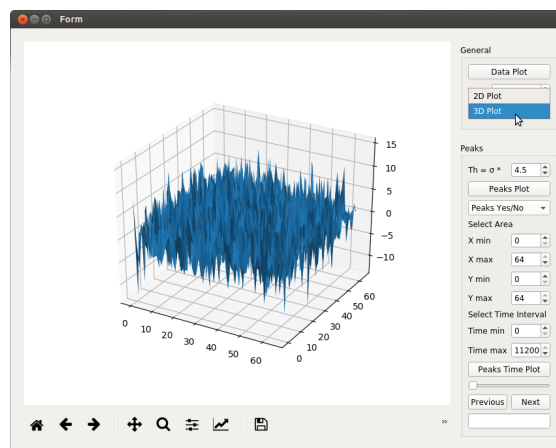 Form
General
Data Plot
2D Plot
3D Plot
Peaks
Th = σ * 4.5
Peaks Plot
Peaks Yes/No
Select Area
X min 0
X max 64
Y min 0
Y max 64
Select Time Interval
Time min 0
Time max 11200
Peaks Time Plot
Previous Next
15
10
5
0
−5
−10
0 10 20 30 40 50 60
0 10 20 30 40 50 60
»